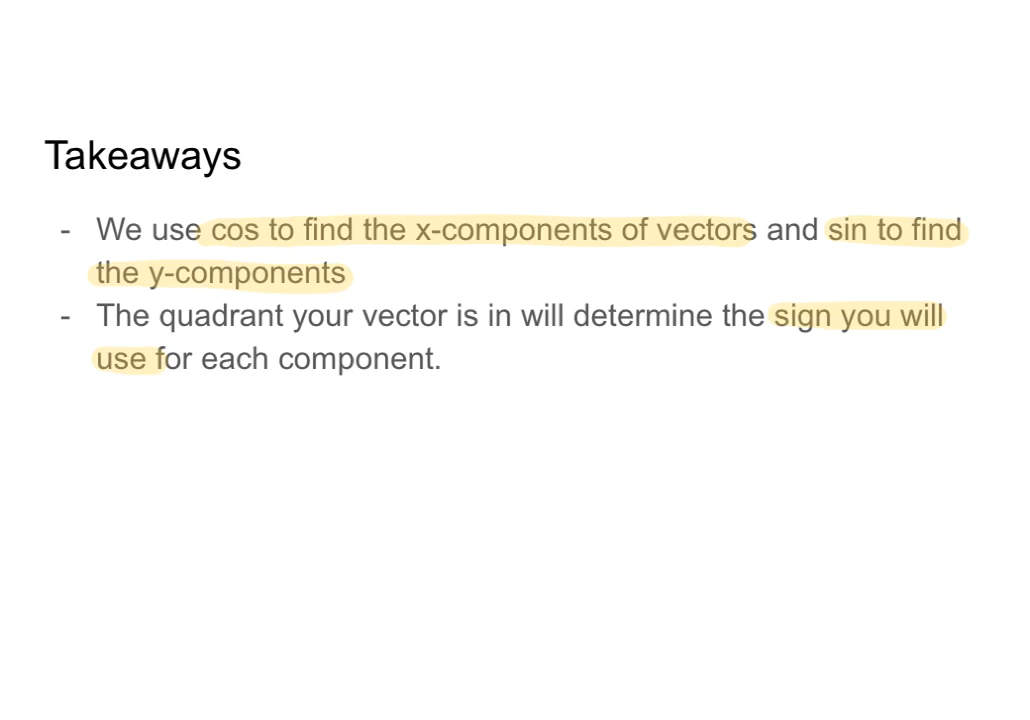 Takeaways
- We use cos to find the x-components of vectors and sin to find
the y-components
- The quadrant your vector is in will determine the sign you will
use for each component.